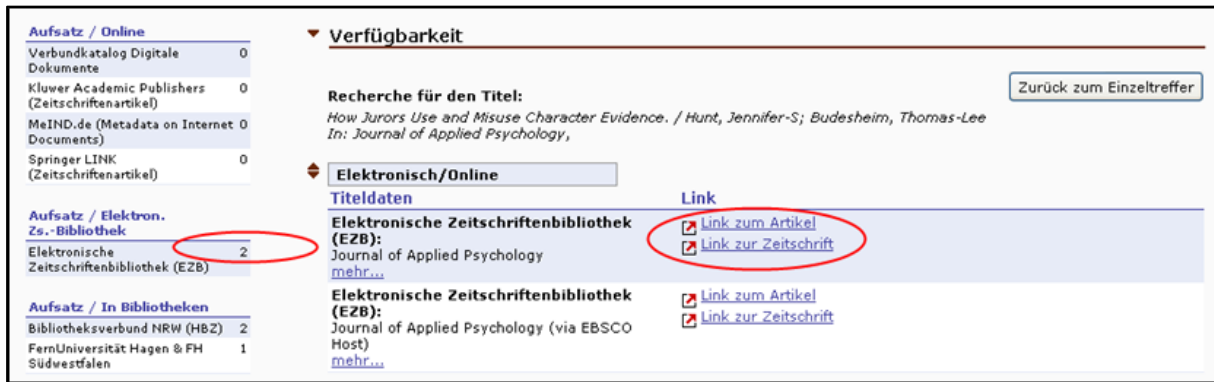 Aufsatz / Online
Verbundkatalog Digitale 0
Dokumente
Kluwer Academic Publishers 0
(Zeitschriftenartikel)
MeIND.de (Metadata on Internet 0
Documents)
Springer LINK 0
(Zeitschriftenartikel)
Aufsatz / Elektron.
Zs.-Bibliothek
Elektronische 2
Zeitschriftenbibliothek (EZB)
Aufsatz / In Bibliotheken
Bibliotheksverbund NRW (HBZ) 2
FernUniversität Hagen & FH 1
Südwestfalen
Verfügbarkeit
Zurück zum Einzeltreffer
Recherche für den Titel:
How Jurors Use and Misuse Character Evidence. / Hunt, Jennifer-S; Budesheim, Thomas-Lee
In: Journal of Applied Psychology,
Elektronisch/Online
Titeldaten Link
Elektronische Zeitschriftenbibliothek Link zum Artikel
(EZB): Link zur Zeitschrift
Journal of Applied Psychology
mehr...
Elektronische Zeitschriftenbibliothek Link zum Artikel
(EZB): Link zur Zeitschrift
Journal of Applied Psychology (via EBSCO
Host)
mehr...